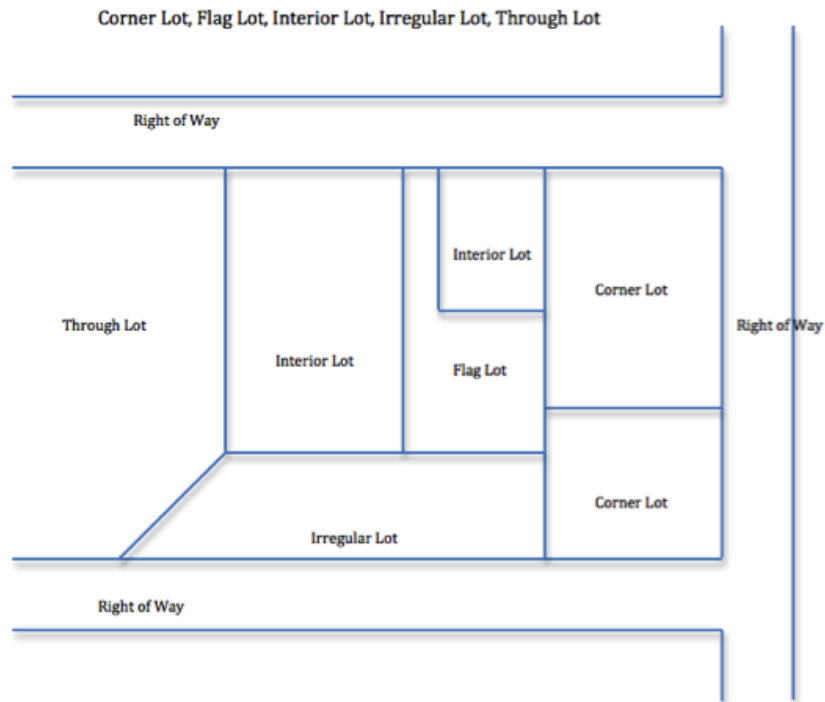 Corner Lot, Flag Lot, Interior Lot, Irregular Lot, Through Lot
Right of Way
Interior Lot
Corner Lot
Through Lot
Right of Way
Interior Lot
Flag Lot
Corner Lot
Irregular Lot
Right of Way